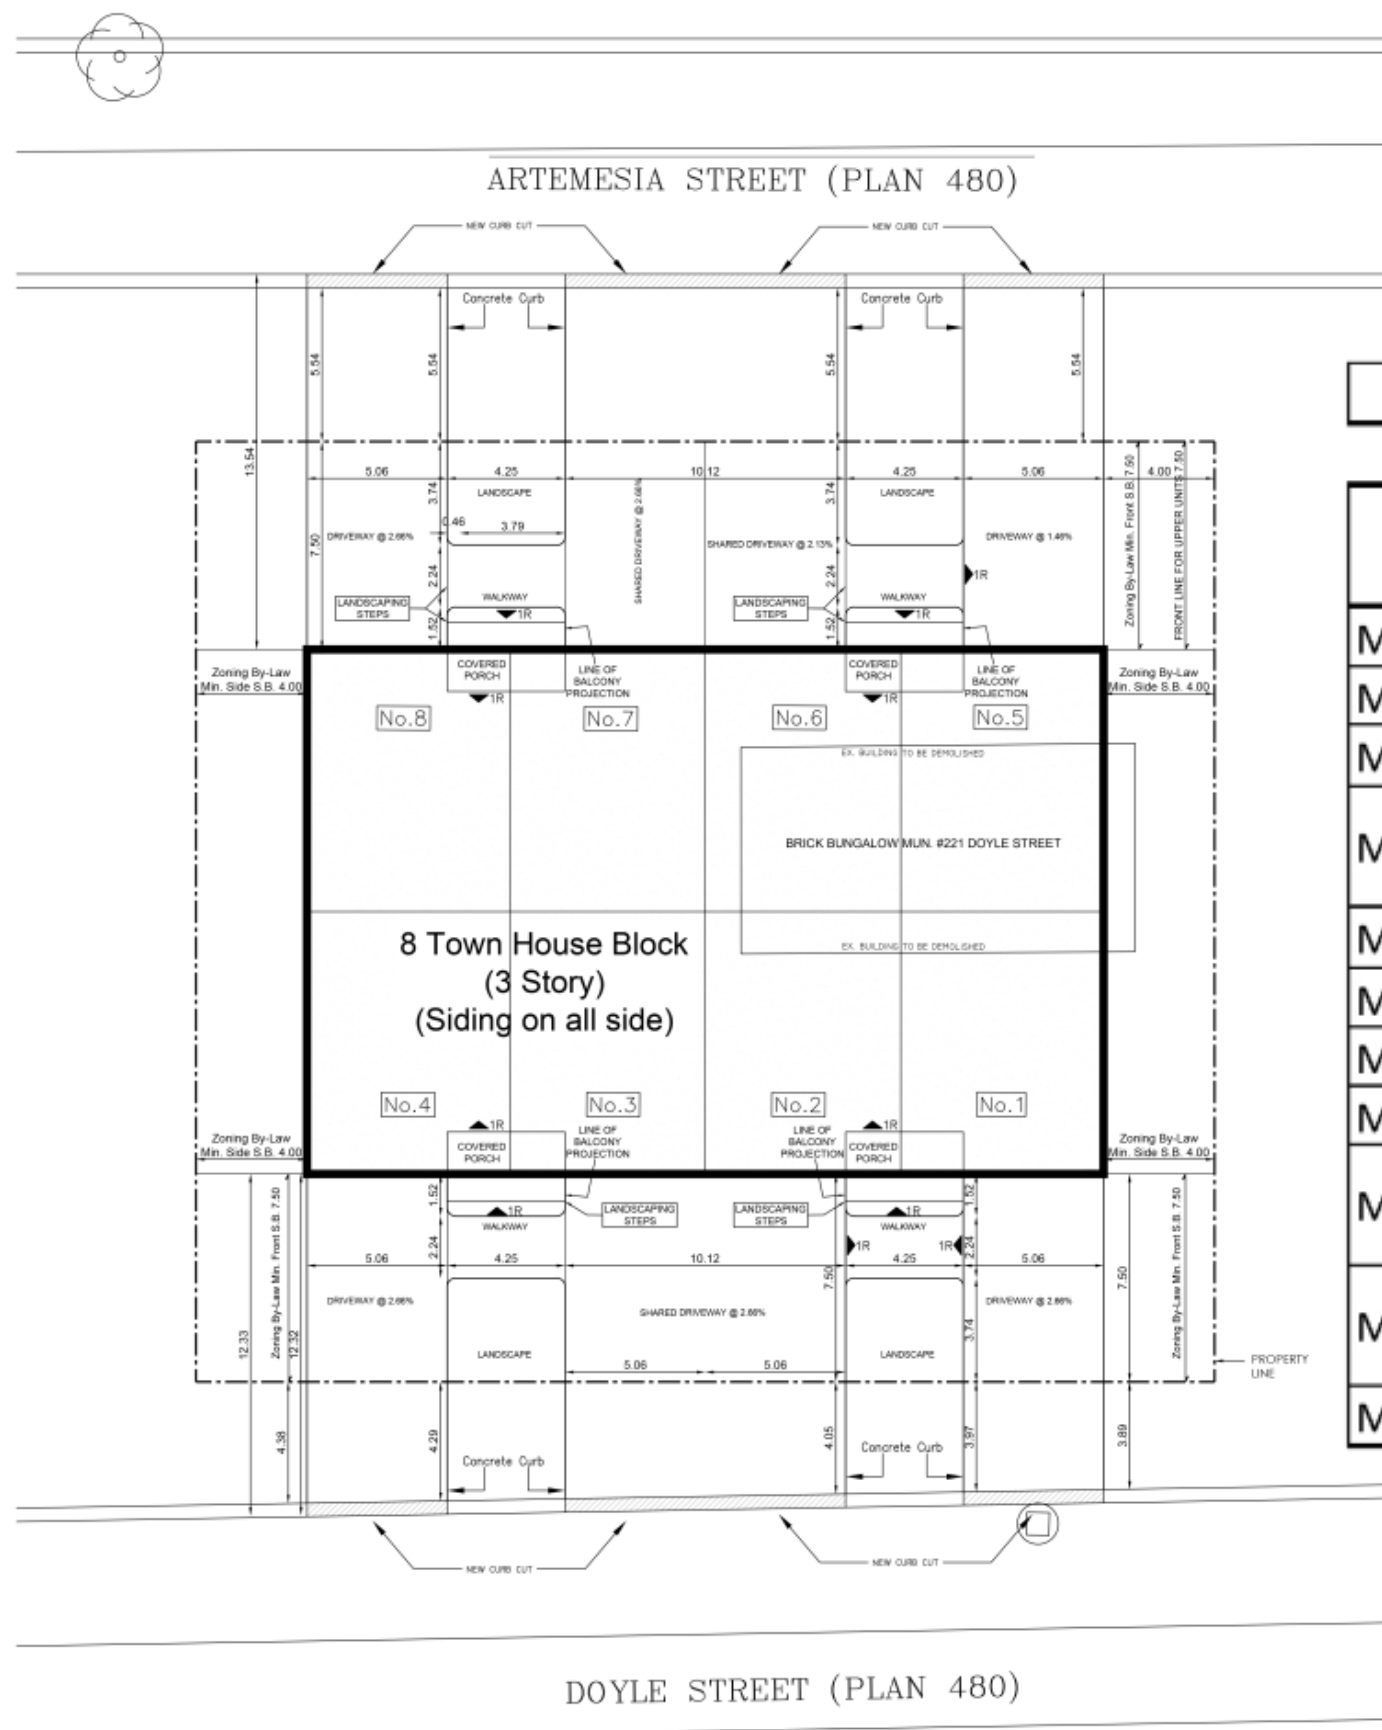 ARTEMESIA STREET (PLAN 480)
NEW CURB CUT
NEW CURB CUT
Concrete Curb
Concrete Curb
5.54
5.54
5.54
5.54
13.54
5.06
4.25
10.12
4.25
5.06
4.00
LANDSCAPE
LANDSCAPE
3.74
3.74
0.46
3.79
7.50
DRIVEWAY @ 2.66%
SHARED DRIVEWAY @ 2.66%
SHARED DRIVEWAY @ 2.13%
DRIVEWAY @ 1.46%
Zoning By-Law Min. Front S.B. 7.50
FRONT LINE FOR UPPER UNITS 7.50
2.24
2.24
1R
WALKWAY
WALKWAY
LANDSCAPING
STEPS
LANDSCAPING
STEPS
1R
1R
1.52
1.52
Zoning By-Law
Min. Side S.B. 4.00
COVERED
PORCH
LINE OF
BALCONY
PROJECTION
COVERED
PORCH
LINE OF
BALCONY
PROJECTION
Zoning By-Law
Min. Side S.B. 4.00
1R
1R
No.8
No.7
No.6
No.5
EX. BUILDING TO BE DEMOLISHED
BRICK BUNGALOW MUN. #221 DOYLE STREET
EX. BUILDING TO BE DEMOLISHED
8 Town House Block
(3 Story)
(Siding on all side)
No.4
No.3
No.2
No.1
1R
1R
Zoning By-Law
Min. Side S.B. 4.00
COVERED
PORCH
LINE OF
BALCONY
PROJECTION
LINE OF
BALCONY
PROJECTION
COVERED
PORCH
Zoning By-Law
Min. Side S.B. 4.00
1.52
1.52
1R
1R
LANDSCAPING
STEPS
LANDSCAPING
STEPS
WALKWAY
WALKWAY
2.24
1R
1R
2.24
5.06
4.25
10.12
4.25
5.06
Zoning By-Law Min. Front S.B. 7.50
7.50
7.50
Zoning By-Law Min. Front S.B. 7.50
DRIVEWAY @ 2.66%
SHARED DRIVEWAY @ 2.66%
DRIVEWAY @ 2.66%
12.33
12.32
3.74
LANDSCAPE
LANDSCAPE
5.06
5.06
PROPERTY
LINE
4.38
4.29
4.05
3.97
3.89
Concrete Curb
Concrete Curb
NEW CURB CUT
NEW CURB CUT
DOYLE STREET (PLAN 480)
M
M
M
M
M
M
M
M
M
M
M